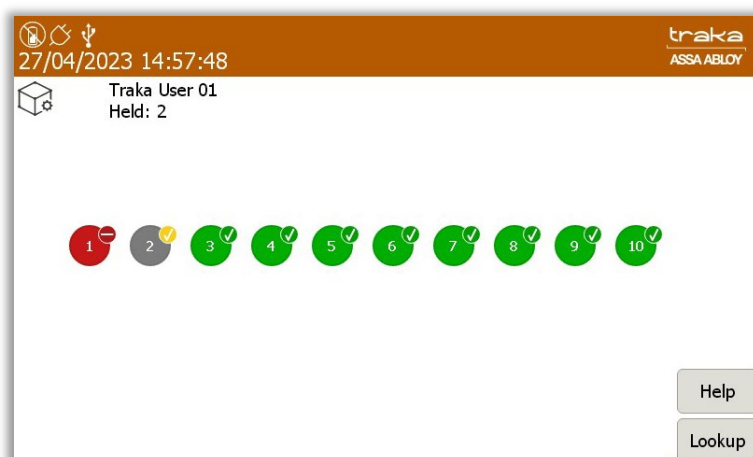 traka
27/04/2023 14:57:48
ASSA ABLOY
Traka User 01
Held: 2
1 2 3 4 5 6 7 8 9 10
Help
Lookup